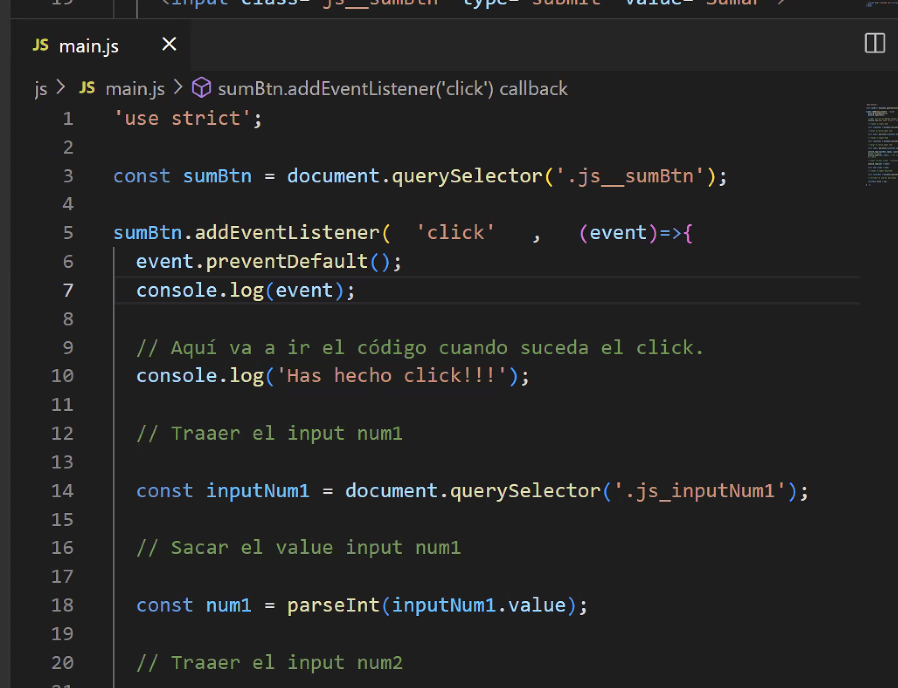 19 <input class="js__sumBtn" type="submit" value="Sumar">
JS main.js ×
js > JS main.js > sumBtn.addEventListener('click') callback
1 'use strict';
2
3 const sumBtn = document.querySelector('.js__sumBtn');
4
5 sumBtn.addEventListener(  'click'   ,   (event)=>{
6 event.preventDefault();
7 console.log(event);
8
9 // Aquí va a ir el código cuando suceda el click.
10 console.log('Has hecho click!!!');
11
12 // Traaer el input num1
13
14 const inputNum1 = document.querySelector('.js_inputNum1');
15
16 // Sacar el value input num1
17
18 const num1 = parseInt(inputNum1.value);
19
20 // Traaer el input num2
21